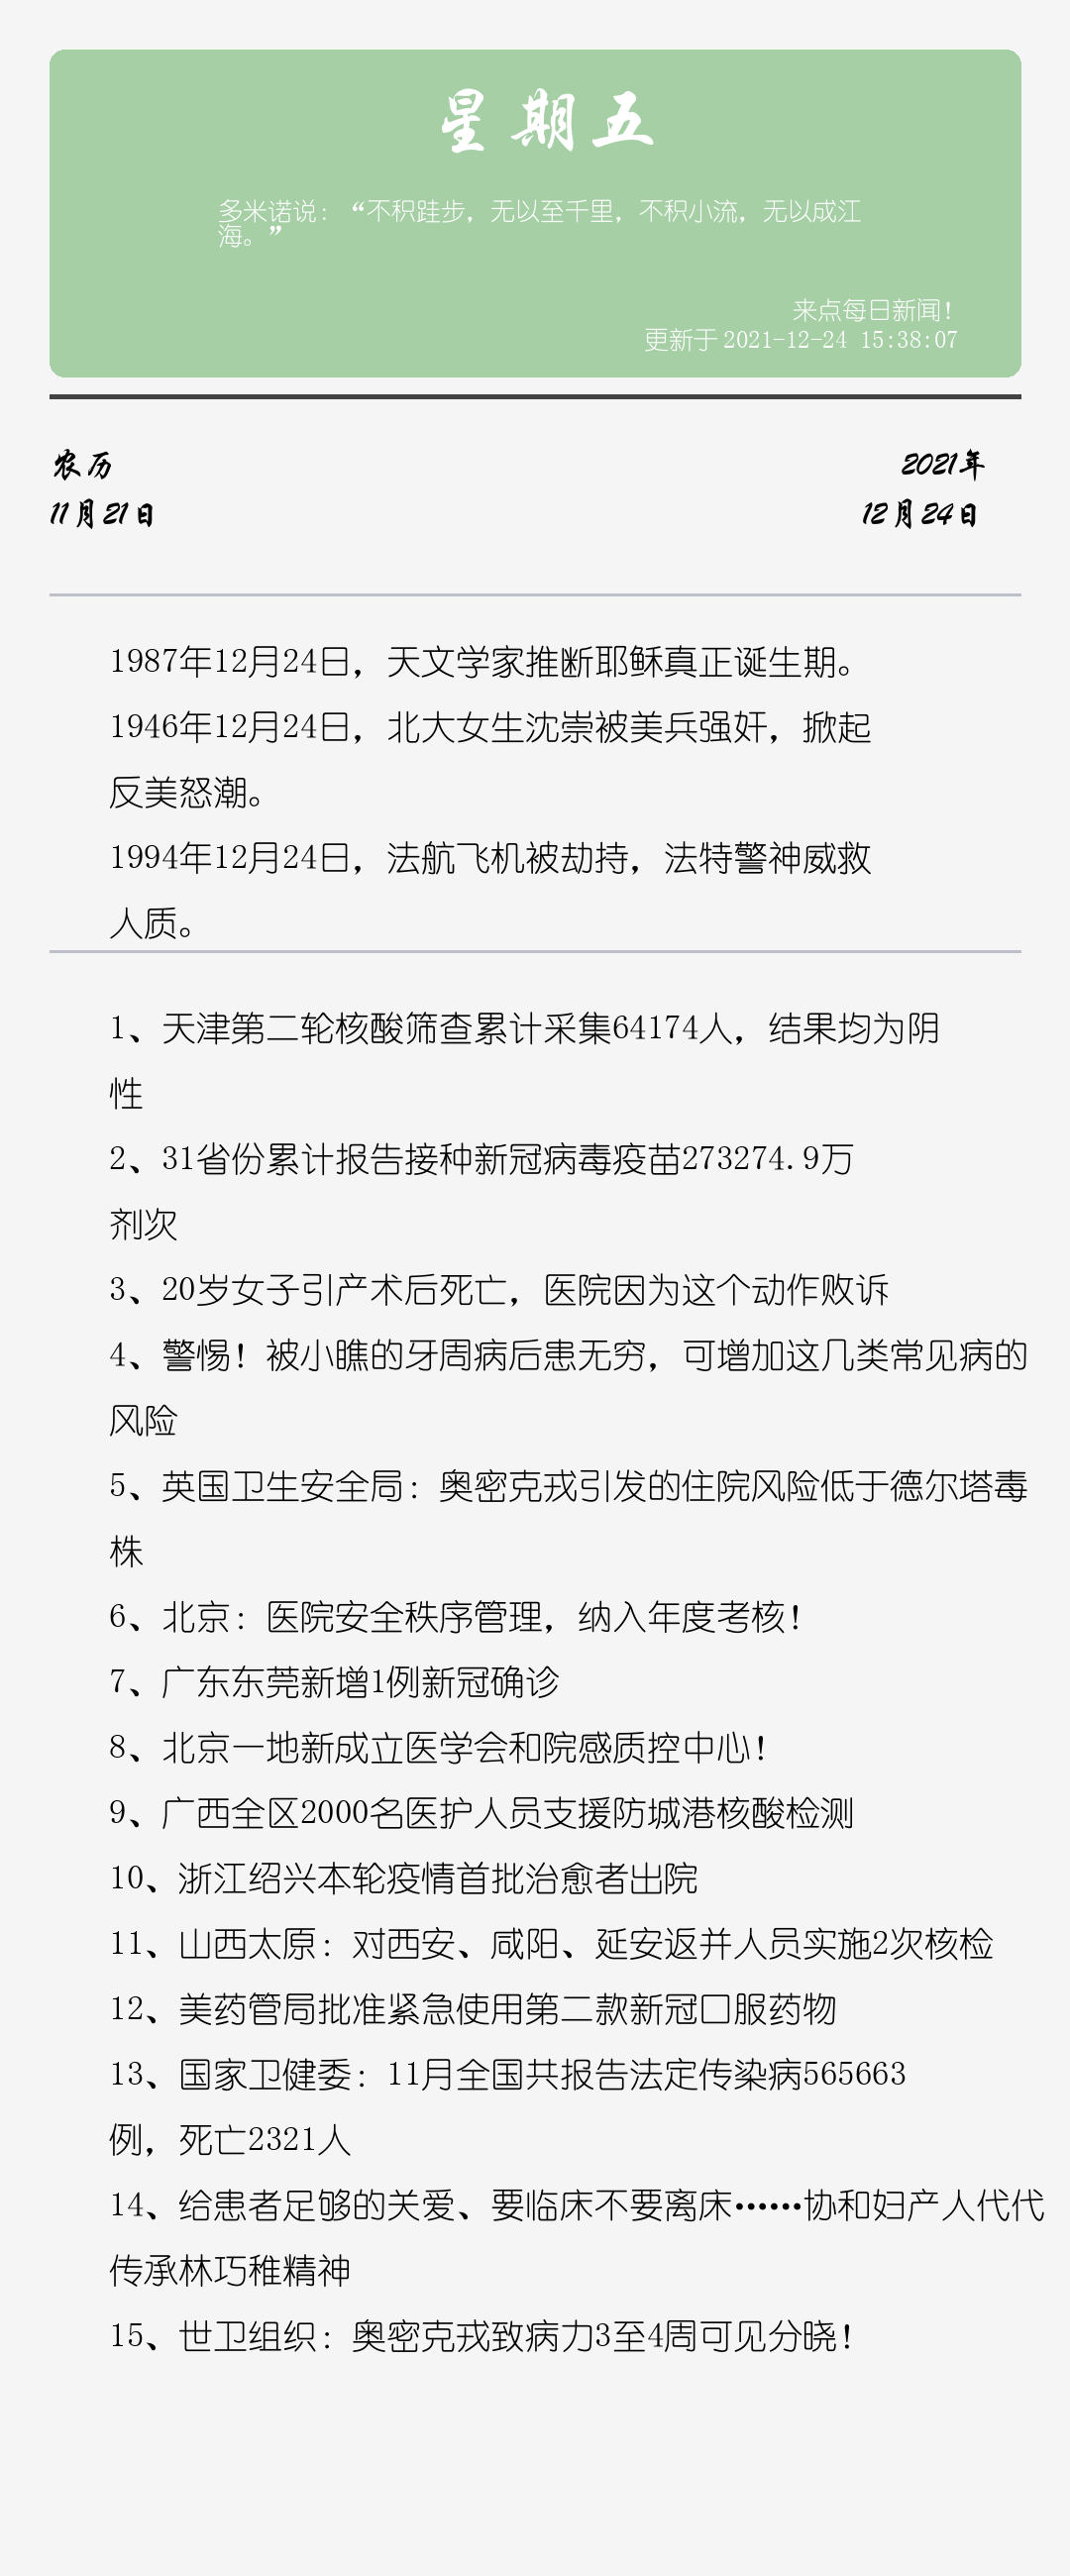 星期五
多米诺说：“不积跬步，无以至千里，不积小流，无以成江
海。”
来点每日新闻！
更新于 2021-12-24 15:38:07
农历
2021年
11月21日
12月24日
1987年12月24日，天文学家推断耶稣真正诞生期。
1946年12月24日，北大女生沈崇被美兵强奸，掀起
反美怒潮。
1994年12月24日，法航飞机被劫持，法特警神威救
人质。
1、天津第二轮核酸筛查累计采集64174人，结果均为阴
性
2、31省份累计报告接种新冠病毒疫苗273274.9万
剂次
3、20岁女子引产术后死亡，医院因为这个动作败诉
4、警惕！被小瞧的牙周病后患无穷，可增加这几类常见病的
风险
5、英国卫生安全局：奥密克戎引发的住院风险低于德尔塔毒
株
6、北京：医院安全秩序管理，纳入年度考核！
7、广东东莞新增1例新冠确诊
8、北京一地新成立医学会和院感质控中心！
9、广西全区2000名医护人员支援防城港核酸检测
10、浙江绍兴本轮疫情首批治愈者出院
11、山西太原：对西安、咸阳、延安返并人员实施2次核检
12、美药管局批准紧急使用第二款新冠口服药物
13、国家卫健委：11月全国共报告法定传染病565663
例，死亡2321人
14、给患者足够的关爱、要临床不要离床……协和妇产人代代
传承林巧稚精神
15、世卫组织：奥密克戎致病力3至4周可见分晓！